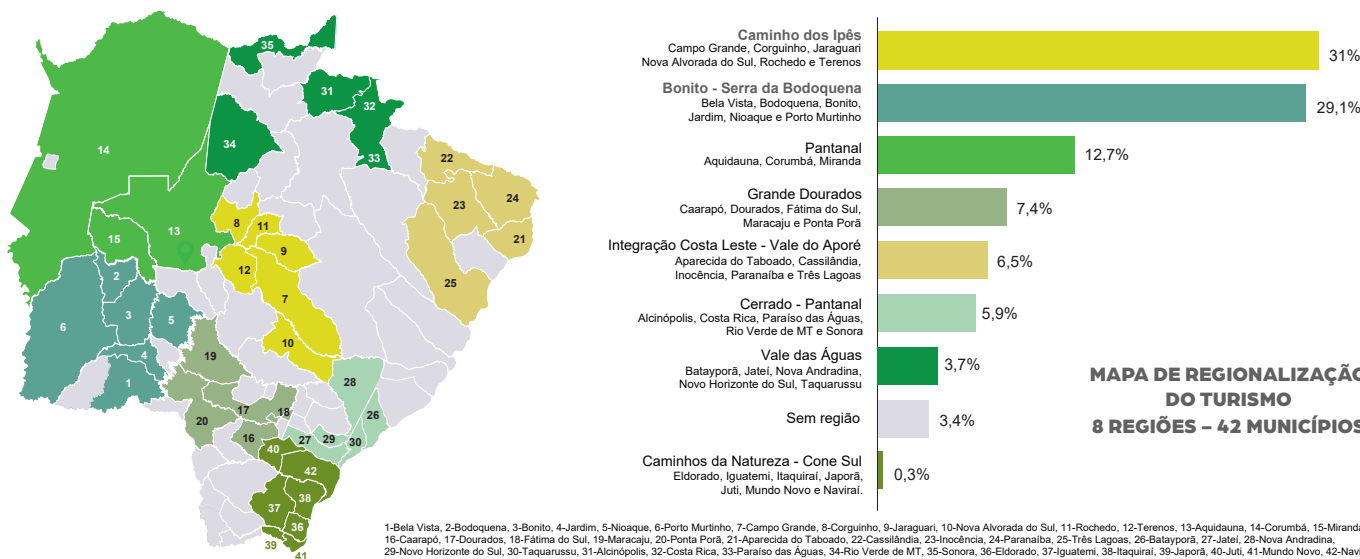 35
31
3
32
34
33
14
22
24
23
8
11
13
21
15
9
12
2
25
7
6
3
5
10
4
19
28
1
17
18
26
20
16
27
29
30
40
42
38
37
36
39
41
Caminho dos Ipês
Campo Grande, Corguinho, Jaraguari
Nova Alvorada do Sul, Rochedo e Terenos
31%
Bonito - Serra da Bodoquena
Bela Vista, Bodoquena, Bonito,
Jardim, Nioaque e Porto Murtinho
29,1%
Pantanal
Aquidauna, Corumbá, Miranda
12,7%
Grande Dourados
Caarapó, Dourados, Fátima do Sul,
Maracaju e Ponta Porã
7,4%
Integração Costa Leste - Vale do Aporé
Aparecida do Taboado, Cassilândia,
Inocência, Paranaíba e Três Lagoas
6,5%
Cerrado - Pantanal
Alcinópolis, Costa Rica, Paraíso das Águas,
Rio Verde de MT e Sonora
5,9%
Vale das Águas
Batayporã, Jateí, Nova Andradina,
Novo Horizonte do Sul, Taquarussu
3,7%
Sem região
3,4%
Caminhos da Natureza - Cone Sul
Eldorado, Iguatemi, Itaquiraí, Japorã,
Juti, Mundo Novo e Naviraí.
0,3%
MAPA DE REGIONALIZAÇÃO
DO TURISMO
8 REGIÕES – 42 MUNICÍPIOS
1-Bela Vista, 2-Bodoquena, 3-Bonito, 4-Jardim, 5-Nioaque, 6-Porto Murtinho, 7-Campo Grande, 8-Corguinho, 9-Jaraguari, 10-Nova Alvorada do Sul, 11-Rochedo, 12-Terenos, 13-Aquidauna, 14-Corumbá, 15-Miranda
16-Caarapó, 17-Dourados, 18-Fátima do Sul, 19-Maracaju, 20-Ponta Porã, 21-Aparecida do Taboado, 22-Cassilândia, 23-Inocência, 24-Paranaíba, 25-Três Lagoas, 26-Batayporã, 27-Jateí, 28-Nova Andradina,
29-Novo Horizonte do Sul, 30-Taquarussu, 31-Alcinópolis, 32-Costa Rica, 33-Paraíso das Águas, 34-Rio Verde de MT, 35-Sonora, 36-Eldorado, 37-Iguatemi, 38-Itaquiraí, 39-Japorã, 40-Juti, 41-Mundo Novo, 42-Nav